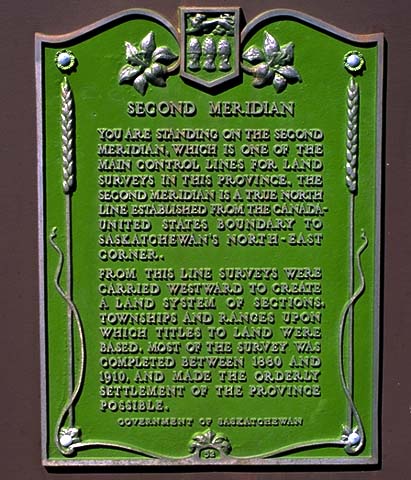 SECOND MERIDIAN
YOU ARE STANDING ON THE SECOND
MERIDIAN, WHICH IS ONE OF THE
MAIN CONTROL LINES FOR LAND
SURVEYS IN THIS PROVINCE. THE
SECOND MERIDIAN IS A TRUE NORTH
LINE ESTABLISHED FROM THE CANADA-
UNITED STATES BOUNDARY TO
SASKATCHEWAN'S NORTH-EAST
CORNER.
FROM THIS LINE SURVEYS WERE
CARRIED WESTWARD TO CREATE
A LAND SYSTEM OF SECTIONS,
TOWNSHIPS AND RANGES UPON
WHICH TITLES TO LAND WERE
BASED. MOST OF THE SURVEY WAS
COMPLETED BETWEEN 1880 AND
1910, AND MADE THE ORDERLY
SETTLEMENT OF THE PROVINCE
POSSIBLE.
GOVERNMENT OF SASKATCHEWAN
52